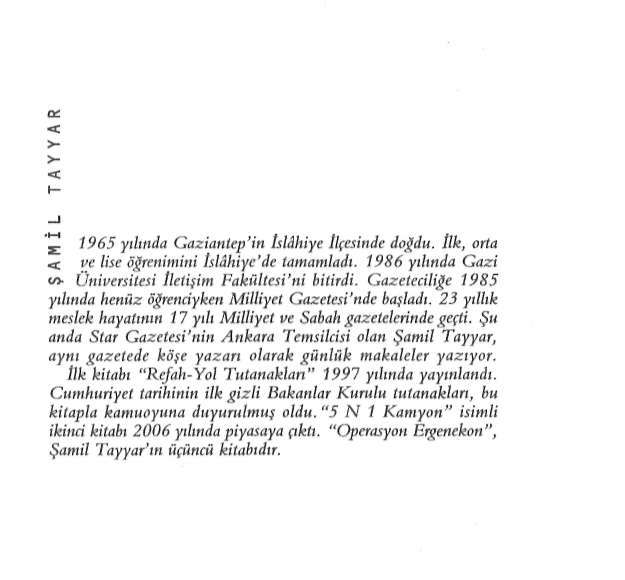 ŞAMİL TAYYAR
1965 yılında Gaziantep'in İslâhiye İlçesinde doğdu. İlk, orta
ve lise öğrenimini İslâhiye'de tamamladı. 1986 yılında Gazi
Üniversitesi İletişim Fakültesi'ni bitirdi. Gazeteciliğe 1985
yılında henüz öğrenciyken Milliyet Gazetesi'nde başladı. 23 yıllık
meslek hayatının 17 yılı Milliyet ve Sabah gazetelerinde geçti. Şu
anda Star Gazetesi'nin Ankara Temsilcisi olan Şamil Tayyar,
aynı gazetede köşe yazarı olarak günlük makaleler yazıyor.
İlk kitabı “Refah-Yol Tutanakları” 1997 yılında yayınlandı.
Cumhuriyet tarihinin ilk gizli Bakanlar Kurulu tutanakları, bu
kitapla kamuoyuna duyurulmuş oldu. “5 N 1 Kamyon” isimli
ikinci kitabı 2006 yılında piyasaya çıktı. “Operasyon Ergenekon”,
Şamil Tayyar'ın üçüncü kitabıdır.